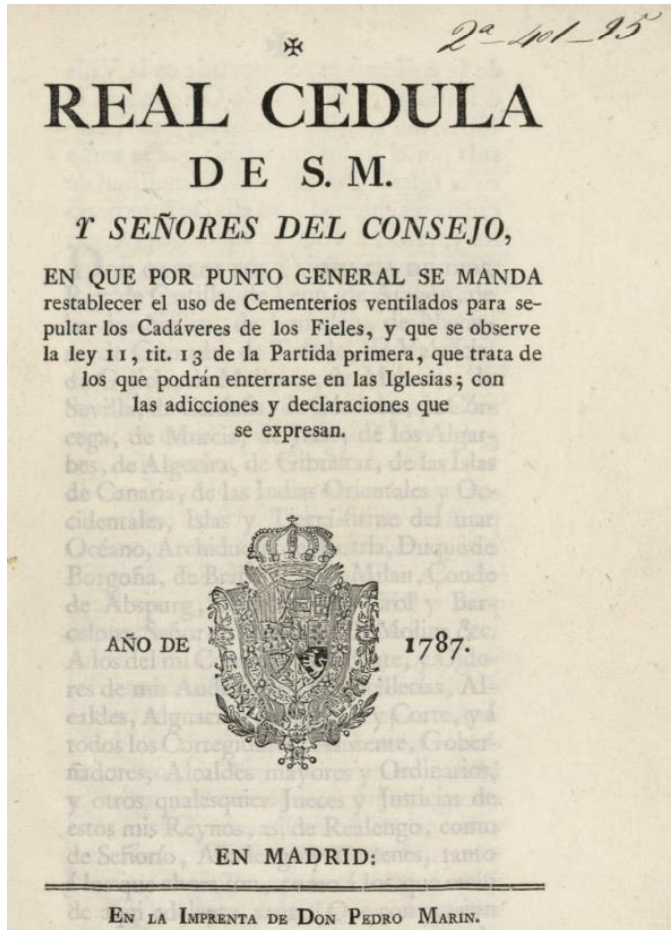 2ª-401-95
✠
REAL CEDULA
DE S. M.
Y SEÑORES DEL CONSEJO,
EN QUE POR PUNTO GENERAL SE MANDA
restablecer el uso de Cementerios ventilados para se-
pultar los Cadáveres de los Fieles, y que se observe
la ley 11, tit. 13 de la Partida primera, que trata de
los que podrán enterrarse en las Iglesias; con
las adicciones y declaraciones que
se expresan.
AÑO DE 1787.
EN MADRID:
EN LA IMPRENTA DE DON PEDRO MARIN.